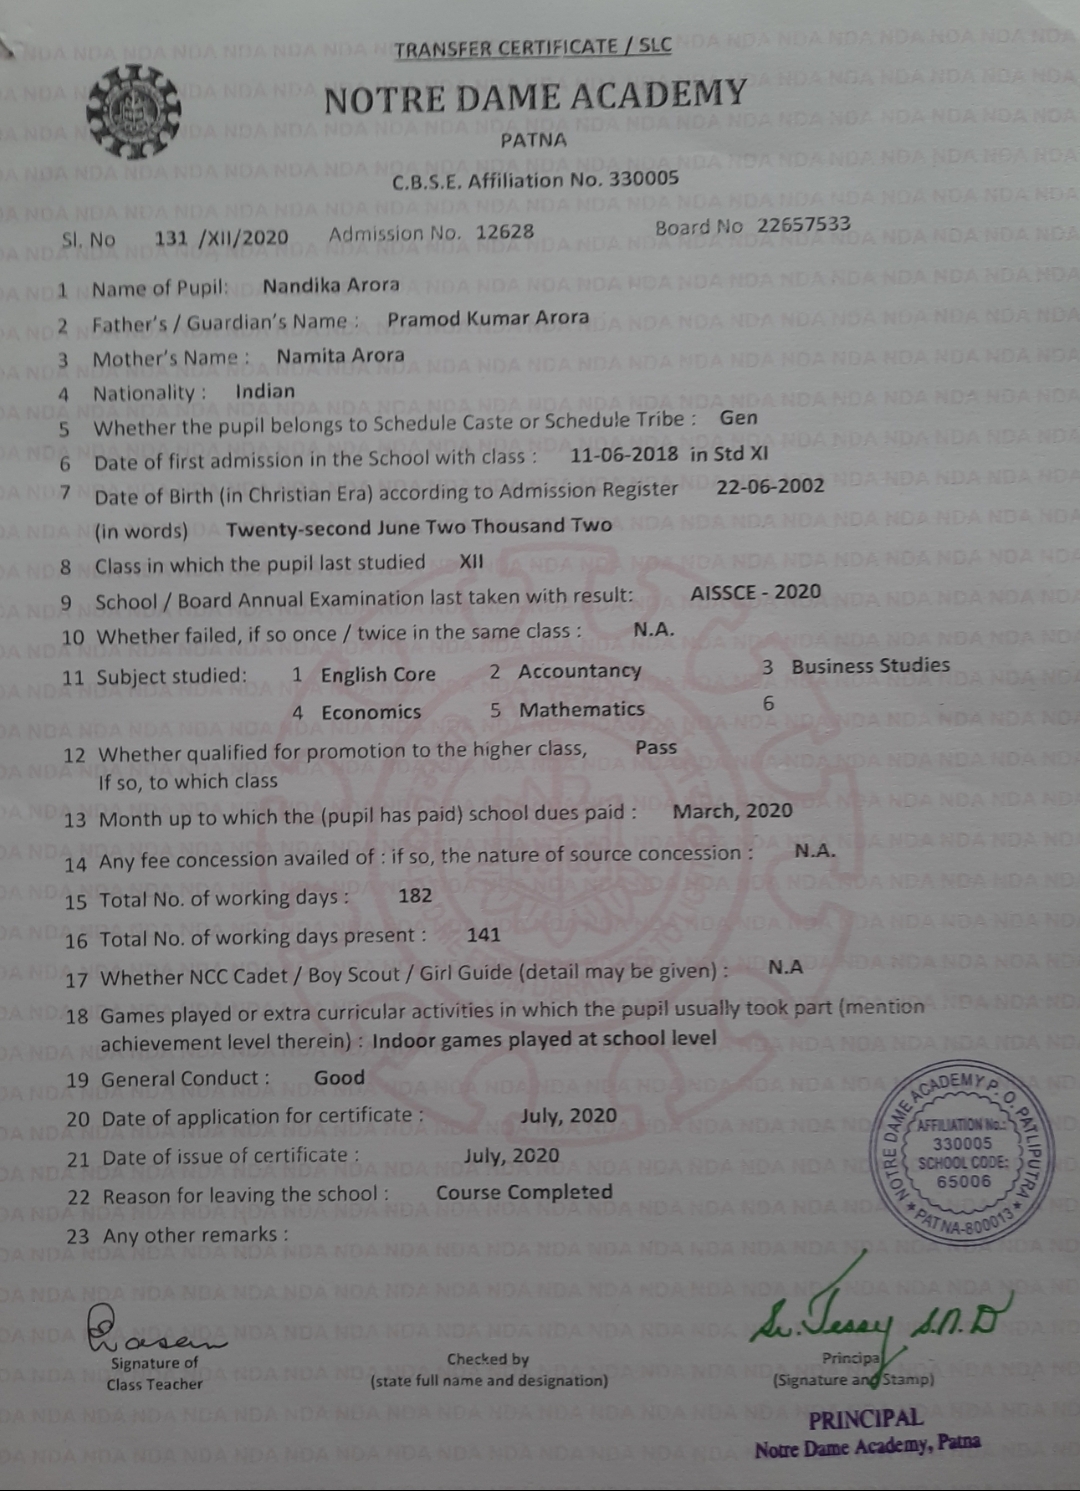 TRANSFER CERTIFICATE / SLC
NOTRE DAME ACADEMY
PATNA
C.B.S.E. Affiliation No. 330005
Sl. No 131 /XII/2020 Admission No. 12628 Board No 22657533
1 Name of Pupil: Nandika Arora
2 Father's / Guardian's Name : Pramod Kumar Arora
3 Mother's Name : Namita Arora
4 Nationality : Indian
5 Whether the pupil belongs to Schedule Caste or Schedule Tribe : Gen
6 Date of first admission in the School with class : 11-06-2018 in Std XI
7 Date of Birth (in Christian Era) according to Admission Register 22-06-2002
(in words) Twenty-second June Two Thousand Two
8 Class in which the pupil last studied XII
9 School / Board Annual Examination last taken with result: AISSCE - 2020
10 Whether failed, if so once / twice in the same class : N.A.
11 Subject studied: 1 English Core 2 Accountancy 3 Business Studies
4 Economics 5 Mathematics 6
12 Whether qualified for promotion to the higher class, Pass
If so, to which class
13 Month up to which the (pupil has paid) school dues paid : March, 2020
14 Any fee concession availed of : if so, the nature of source concession : N.A.
15 Total No. of working days : 182
16 Total No. of working days present : 141
17 Whether NCC Cadet / Boy Scout / Girl Guide (detail may be given) : N.A
18 Games played or extra curricular activities in which the pupil usually took part (mention
achievement level therein) : Indoor games played at school level
19 General Conduct : Good
20 Date of application for certificate : July, 2020
21 Date of issue of certificate : July, 2020
22 Reason for leaving the school : Course Completed
23 Any other remarks :
NOTRE DAME ACADEMY P. O. PATLIPUTRA
PATNA-800013
AFFILIATION No.:
330005
SCHOOL CODE:
65006
Sr. Jessy S.N.D
Signature of
Class Teacher
Checked by
(state full name and designation)
Principal
(Signature and Stamp)
PRINCIPAL
Notre Dame Academy, Patna